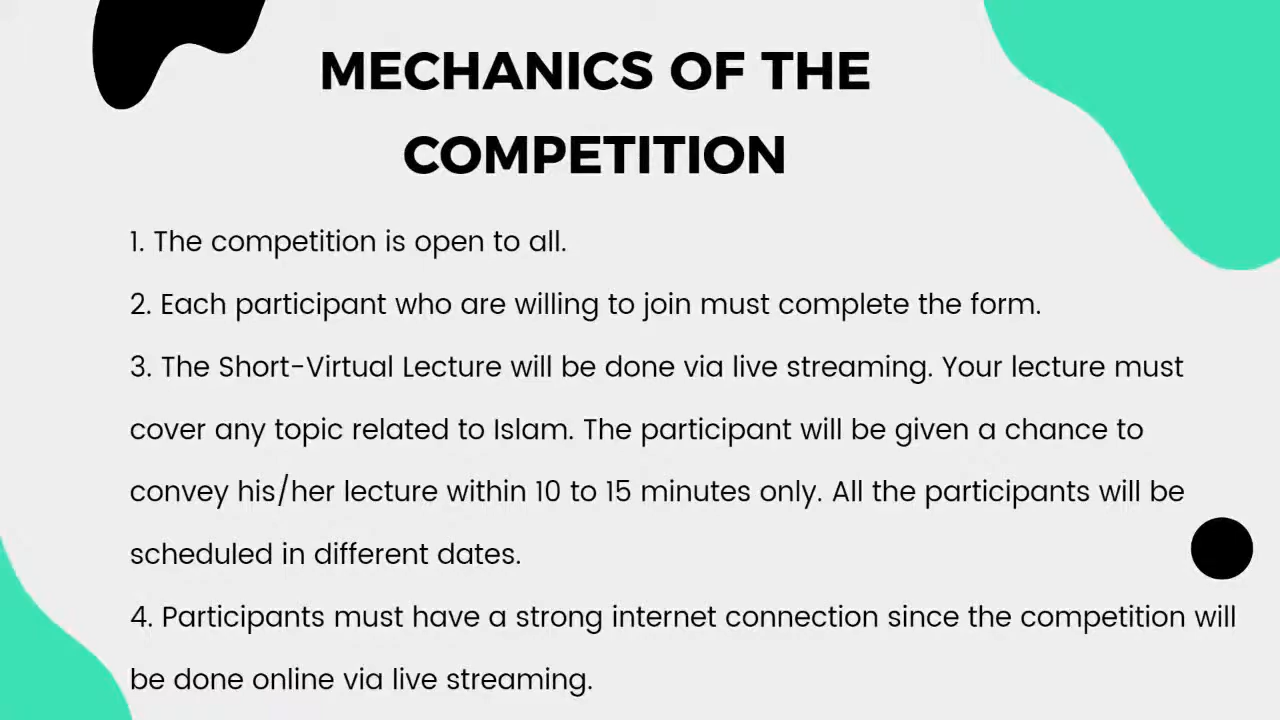 MECHANICS OF THE
COMPETITION
1. The competition is open to all.
2. Each participant who are willing to join must complete the form.
3. The Short-Virtual Lecture will be done via live streaming. Your lecture must
cover any topic related to Islam. The participant will be given a chance to
convey his/her lecture within 10 to 15 minutes only. All the participants will be
scheduled in different dates.
4. Participants must have a strong internet connection since the competition will
be done online via live streaming.